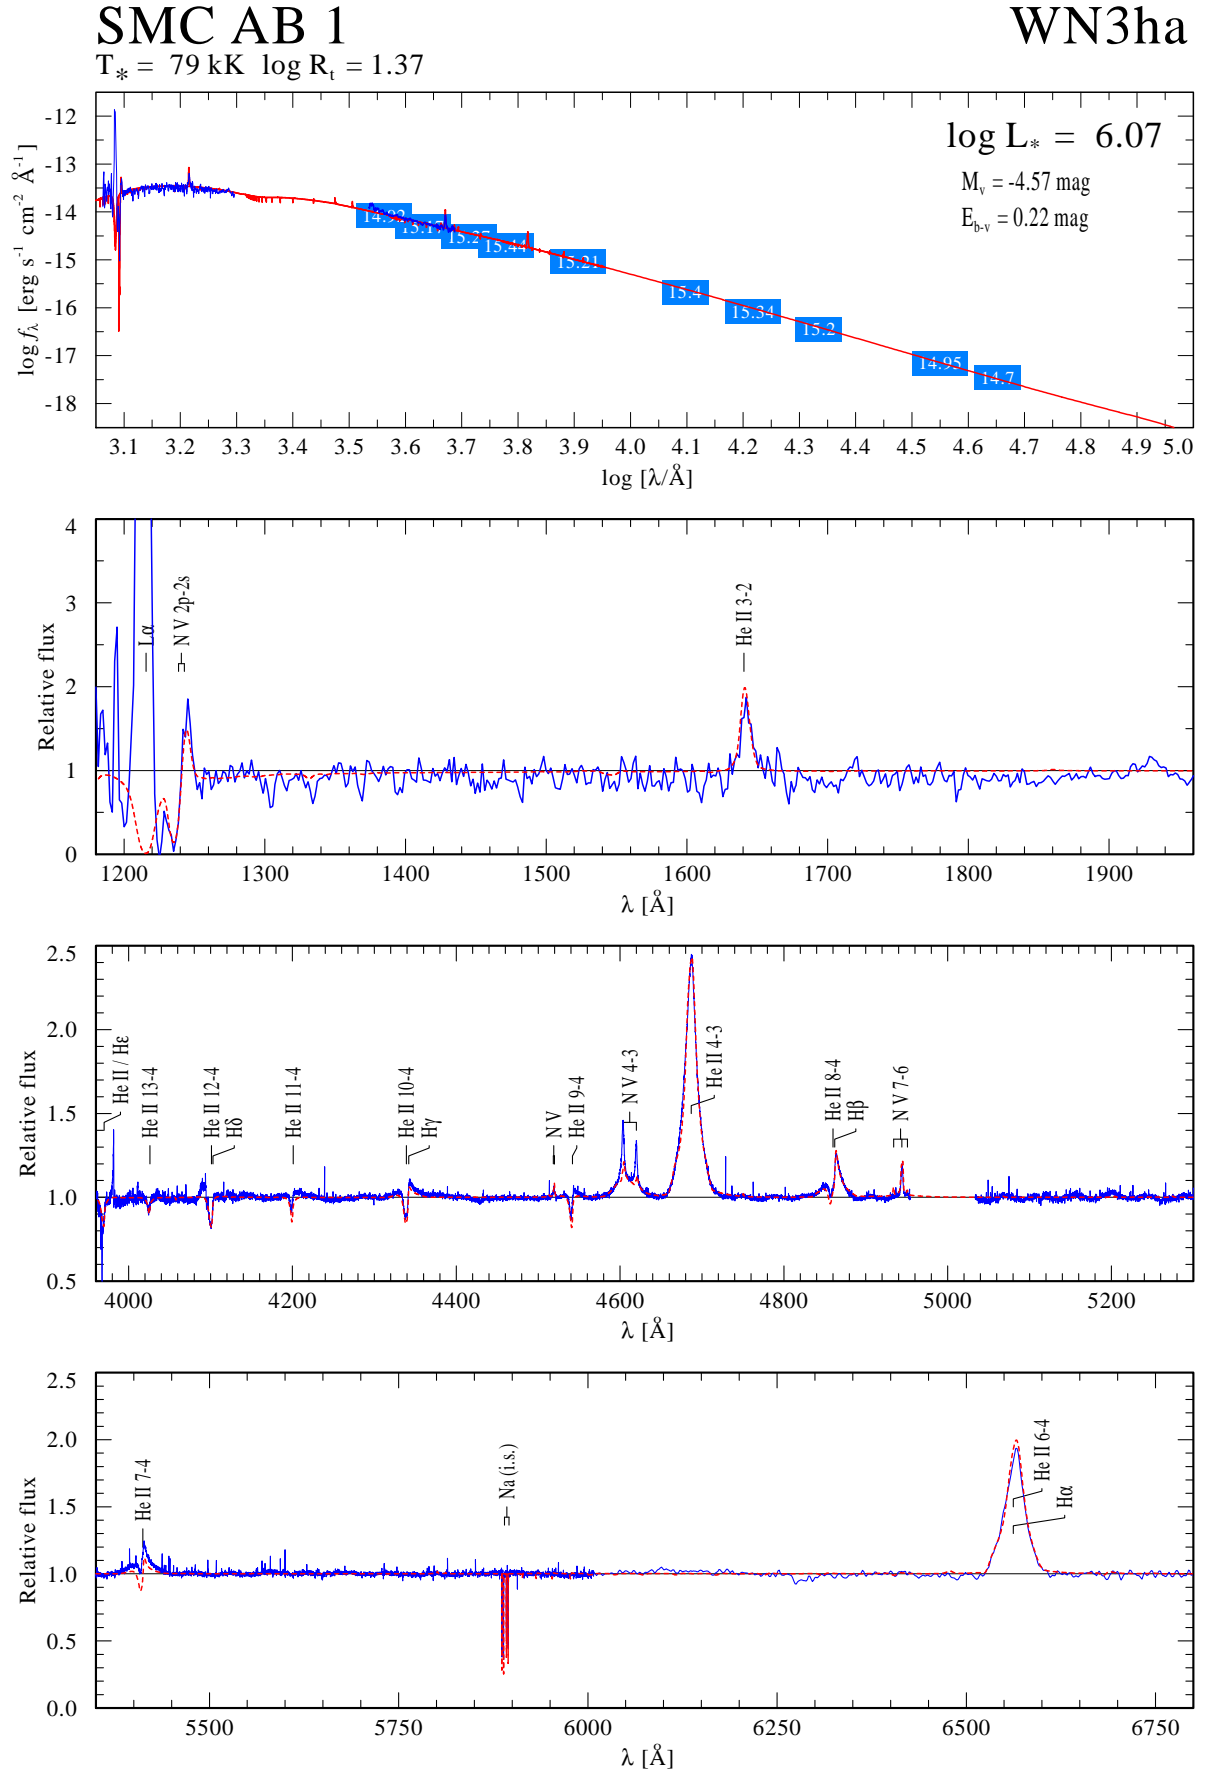 SMC AB 1
WN3ha
T* = 79 kK log Rt = 1.37
log L* = 6.07
Mv = -4.57 mag
Eb-v = 0.22 mag
14.93 15.17 15.27 15.44 15.21 15.4 15.34 15.2 14.95 14.7
-12
-13
-14
-15
-16
-17
-18
log fλ [erg s-1 cm-2 Å-1]
3.1 3.2 3.3 3.4 3.5 3.6 3.7 3.8 3.9 4.0 4.1 4.2 4.3 4.4 4.5 4.6 4.7 4.8 4.9 5.0
log [λ/Å]
4
3
2
1
0
Relative flux
Lα
N V 2p-2s
He II 3-2
1200 1300 1400 1500 1600 1700 1800 1900
λ [Å]
2.5
2.0
1.5
1.0
0.5
Relative flux
He II / Hε
He II 13-4
He II 12-4
Hδ
He II 11-4
He II 10-4
Hγ
N V
He II 9-4
N V 4-3
He II 4-3
He II 8-4
Hβ
N V 7-6
4000 4200 4400 4600 4800 5000 5200
λ [Å]
2.5
2.0
1.5
1.0
0.5
0.0
Relative flux
He II 7-4
Na (i.s.)
He II 6-4
Hα
5500 5750 6000 6250 6500 6750
λ [Å]